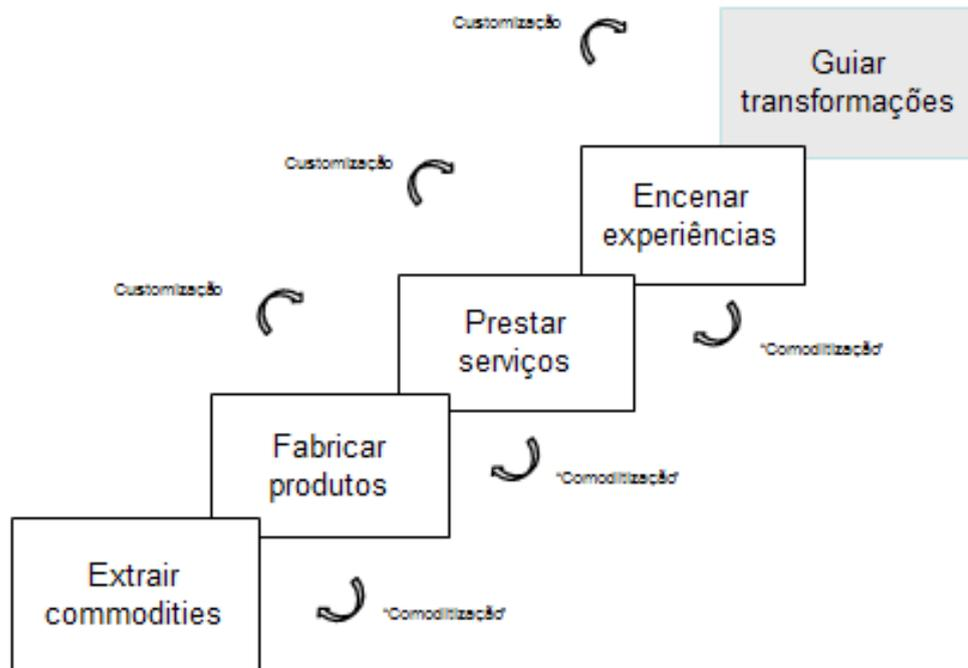 Customização
Guiar
transformações
Customização
Encenar
experiências
Customização
Prestar
serviços
"Comoditização"
Fabricar
produtos
"Comoditização"
Extrair
commodities
"Comoditização"